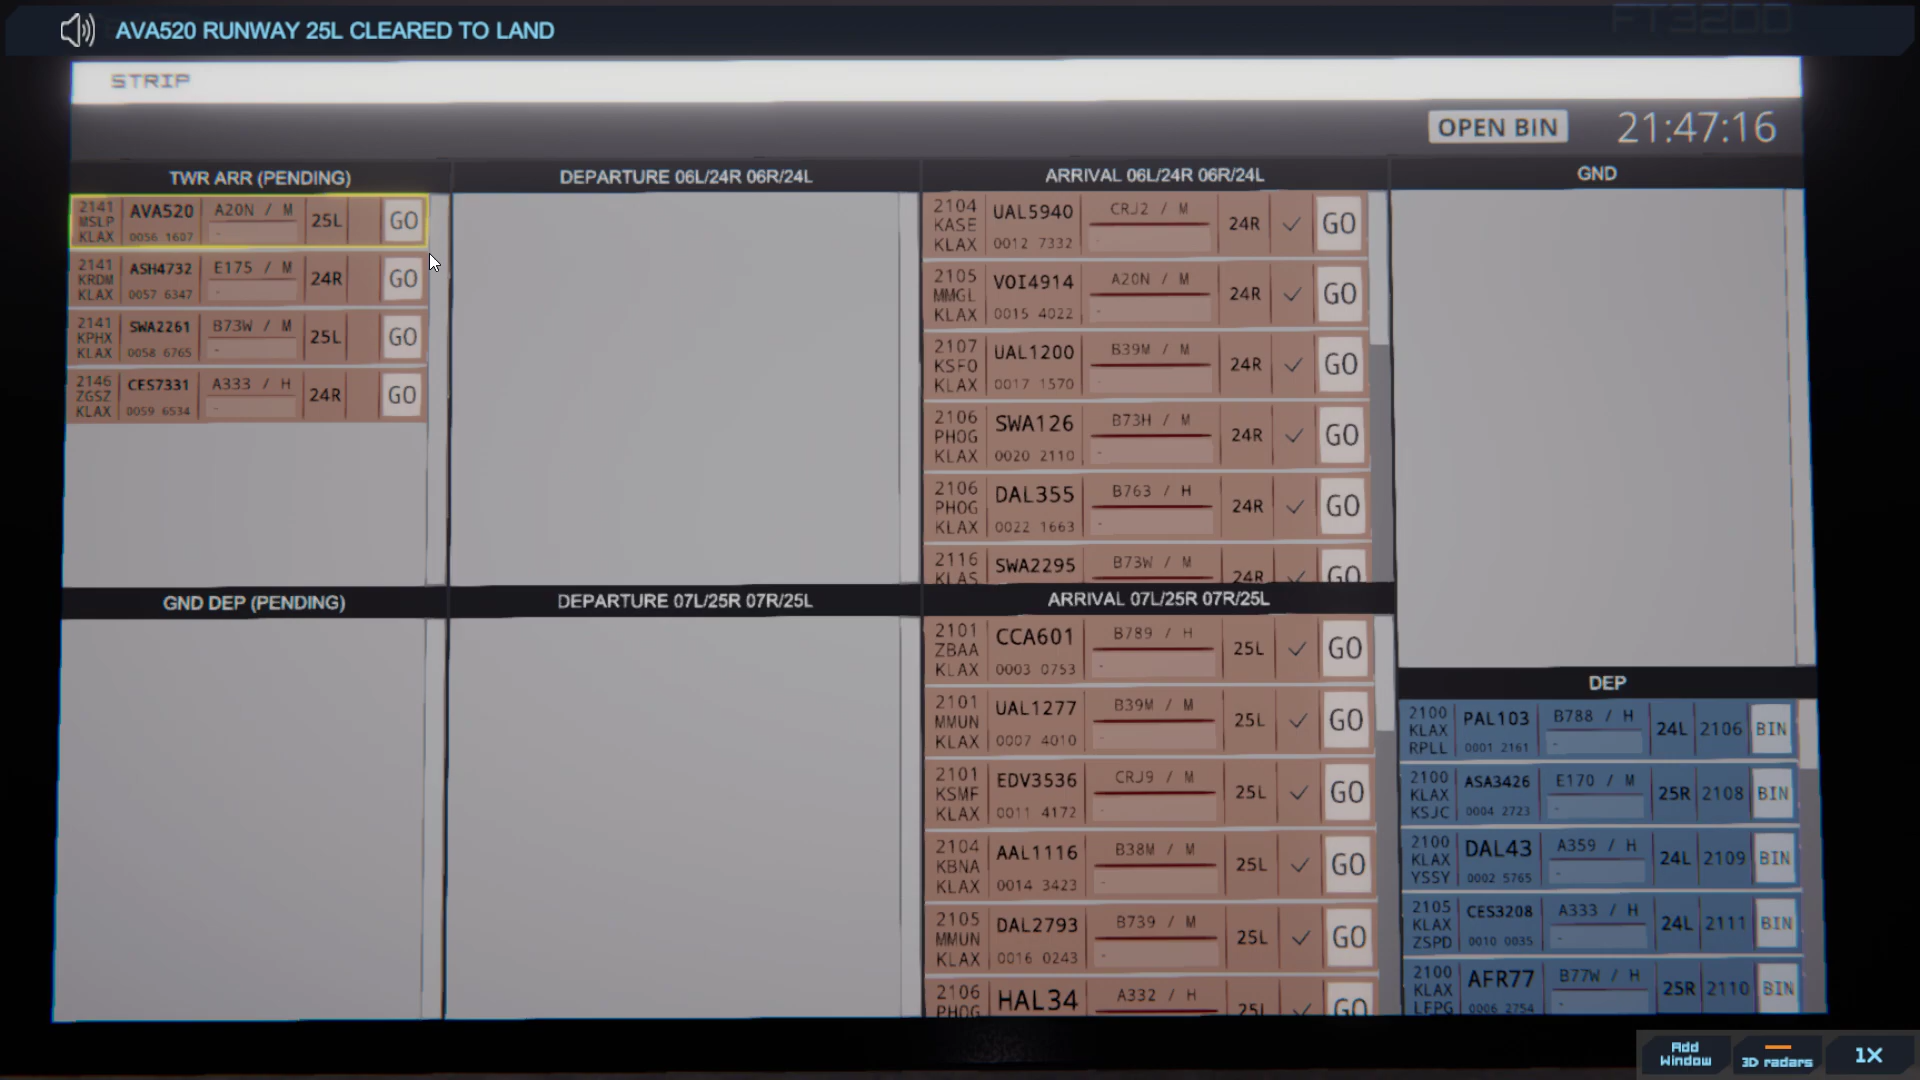 AVA520 RUNWAY 25L CLEARED TO LAND
FT3200
STRIP
OPEN BIN 21:47:16
TWR ARR (PENDING)
2141 AVA520 A20N / M 25L GO
MSLP
KLAX 0056 1607 -
2141 ASH4732 E175 / M 24R GO
KRDM
KLAX 0057 6347 -
2141 SWA2261 B73W / M 25L GO
KPHX
KLAX 0058 6765 -
2146 CES7331 A333 / H 24R GO
ZGSZ
KLAX 0059 6534 -
GND DEP (PENDING)
DEPARTURE 06L/24R 06R/24L
DEPARTURE 07L/25R 07R/25L
ARRIVAL 06L/24R 06R/24L
2104 UAL5940 CRJ2 / M 24R ✓ GO
KASE
KLAX 0012 7332 -
2105 VOI4914 A20N / M 24R ✓ GO
MMGL
KLAX 0015 4022 -
2107 UAL1200 B39M / M 24R ✓ GO
KSFO
KLAX 0017 1570 -
2106 SWA126 B73H / M 24R ✓ GO
PHOG
KLAX 0020 2110 -
2106 DAL355 B763 / H 24R ✓ GO
PHOG
KLAX 0022 1663 -
2116 SWA2295 B73W / M 24R ✓ GO
KLAS
ARRIVAL 07L/25R 07R/25L
2101 CCA601 B789 / H 25L ✓ GO
ZBAA
KLAX 0003 0753 -
2101 UAL1277 B39M / M 25L ✓ GO
MMUN
KLAX 0007 4010 -
2101 EDV3536 CRJ9 / M 25L ✓ GO
KSMF
KLAX 0011 4172 -
2104 AAL1116 B38M / M 25L ✓ GO
KBNA
KLAX 0014 3423 -
2105 DAL2793 B739 / M 25L ✓ GO
MMUN
KLAX 0016 0243 -
2106 HAL34 A332 / H 25L ✓ GO
PHOG
GND
DEP
2100 PAL103 B788 / H 24L 2106 BIN
KLAX
RPLL 0001 2161 -
2100 ASA3426 E170 / M 25R 2108 BIN
KLAX
KSJC 0004 2723 -
2100 DAL43 A359 / H 24L 2109 BIN
KLAX
YSSY 0002 5765 -
2105 CES3208 A333 / H 24L 2111 BIN
KLAX
ZSPD 0010 0035 -
2100 AFR77 B77W / H 25R 2110 BIN
KLAX
LFPG 0006 2754 -
Add
Window
3D radars
1X